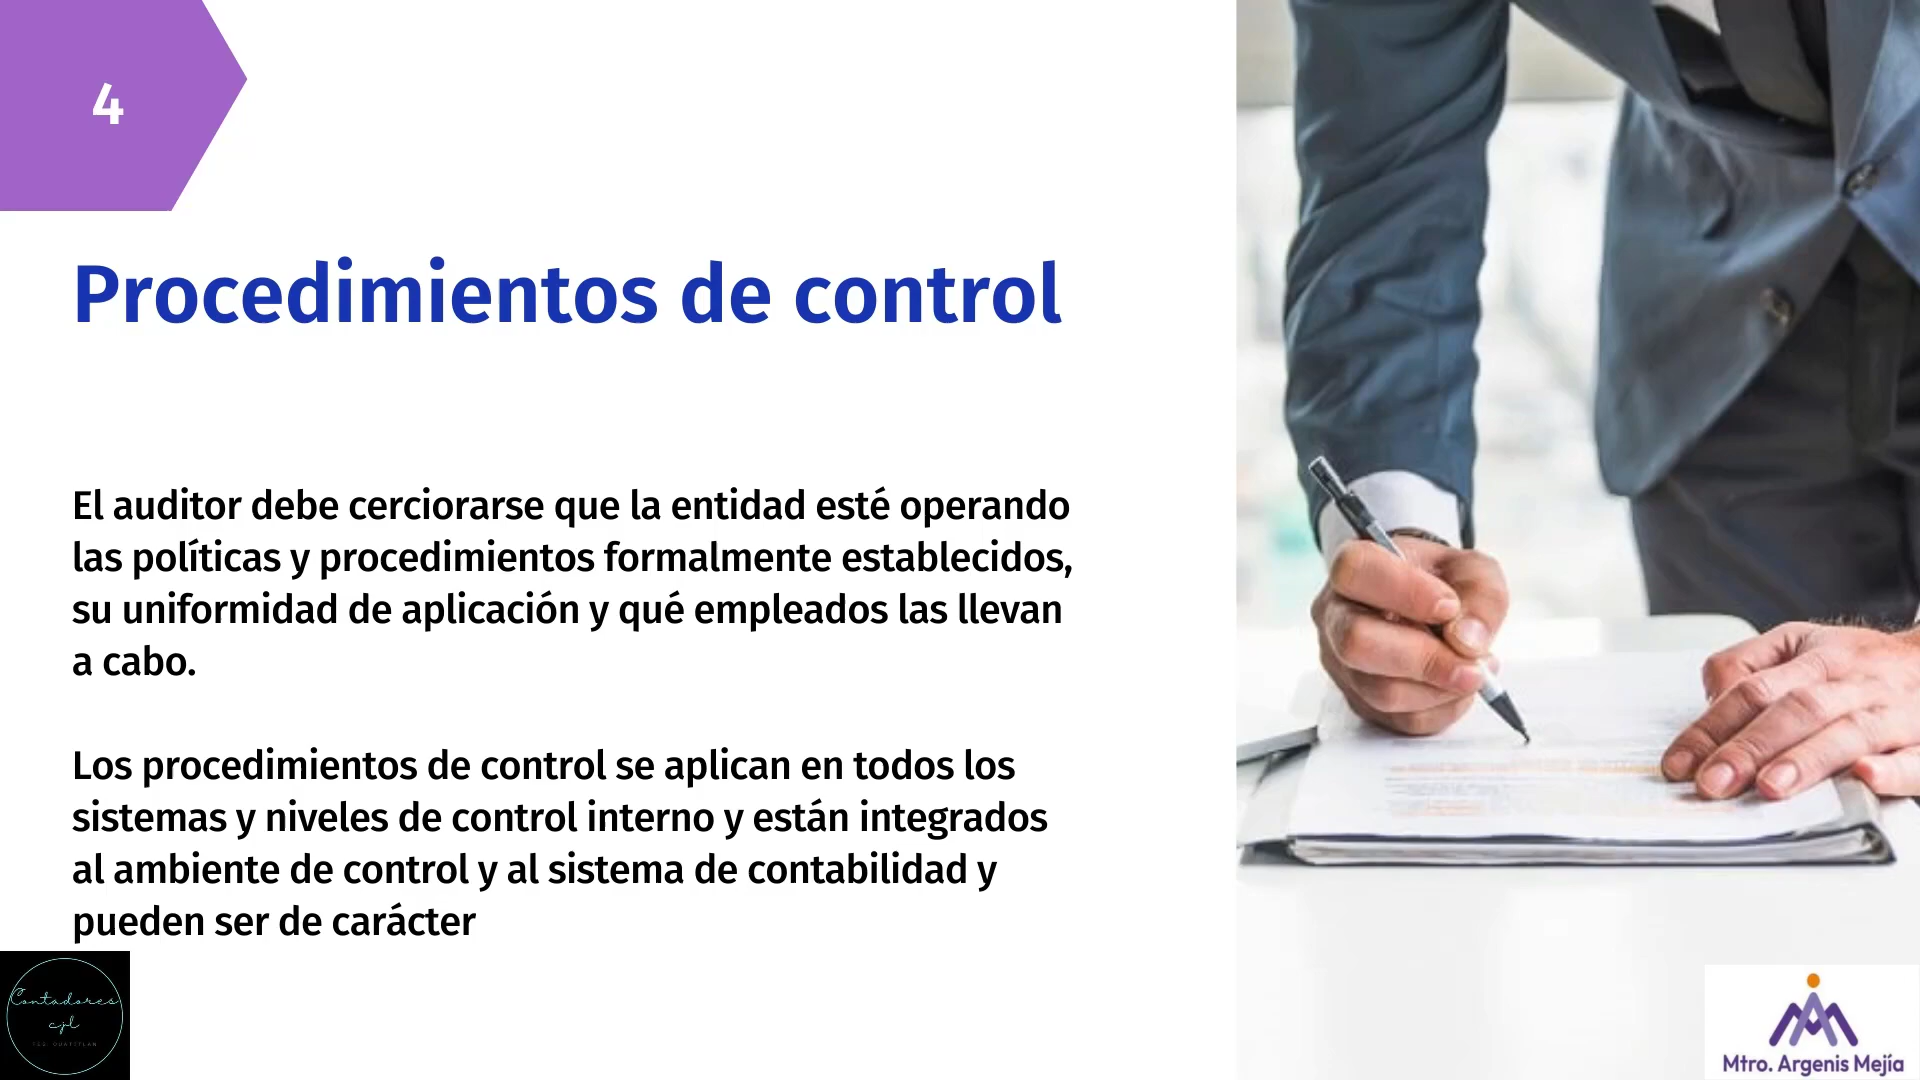 4
Procedimientos de control
El auditor debe cerciorarse que la entidad esté operando
las políticas y procedimientos formalmente establecidos,
su uniformidad de aplicación y qué empleados las llevan
a cabo.
Los procedimientos de control se aplican en todos los
sistemas y niveles de control interno y están integrados
al ambiente de control y al sistema de contabilidad y
pueden ser de carácter
Contadores
cjl
Mtro. Argenis Mejía